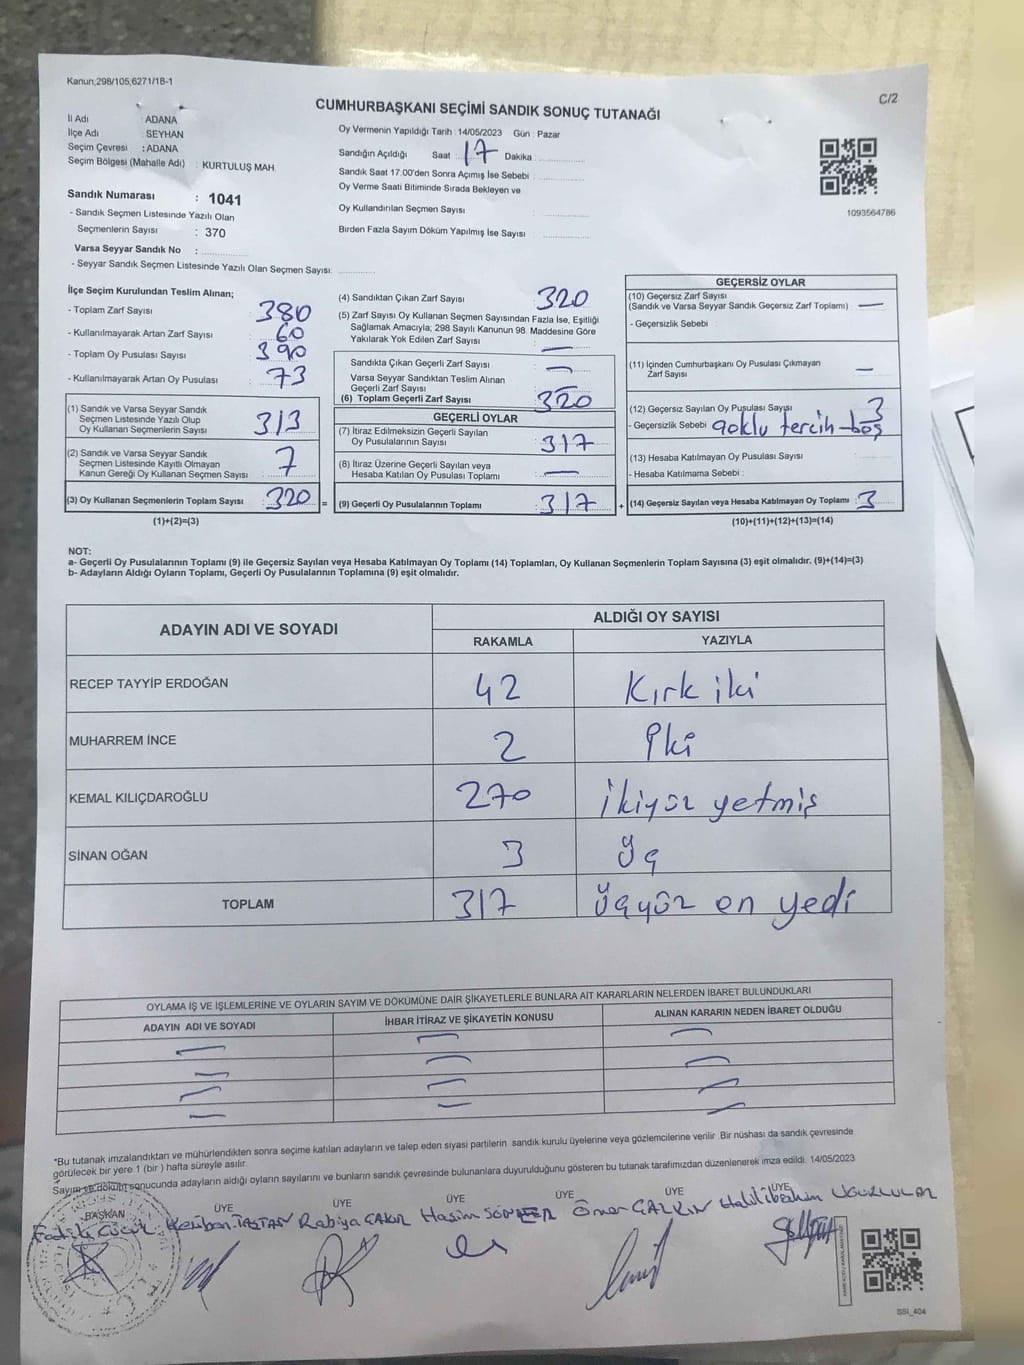 Kanun;298/105,6271/18-1
C/2
CUMHURBAŞKANI SEÇİMİ SANDIK SONUÇ TUTANAĞI
İl Adı : ADANA
İlçe Adı : SEYHAN
Seçim Çevresi : ADANA
Seçim Bölgesi (Mahalle Adı) : KURTULUŞ MAH
Sandık Numarası : 1041
- Sandık Seçmen Listesinde Yazılı Olan
Seçmenlerin Sayısı : 370
Varsa Seyyar Sandık No :
- Seyyar Sandık Seçmen Listesinde Yazılı Olan Seçmen Sayısı:
Oy Vermenin Yapıldığı Tarih : 14/05/2023 Gün : Pazar
Sandığın Açıldığı Saat : 17 Dakika :
Sandık Saat 17.00'den Sonra Açımış İse Sebebi :
Oy Verme Saati Bitiminde Sırada Bekleyen ve
Oy Kullandırılan Seçmen Sayısı :
Birden Fazla Sayım Döküm Yapılmış İse Sayısı :
1093564786
İlçe Seçim Kurulundan Teslim Alınan;
- Toplam Zarf Sayısı : 380
- Kullanılmayarak Artan Zarf Sayısı : 60
- Toplam Oy Pusulası Sayısı : 390
- Kullanılmayarak Artan Oy Pusulası : 73
(1) Sandık ve Varsa Seyyar Sandık
Seçmen Listesinde Yazılı Olup
Oy Kullanan Seçmenlerin Sayısı : 313
(2) Sandık ve Varsa Seyyar Sandık
Seçmen Listesinde Kayıtlı Olmayan
Kanun Gereği Oy Kullanan Seçmen Sayısı : 7
(3) Oy Kullanan Seçmenlerin Toplam Sayısı : 320 =
(1)+(2)=(3)
(4) Sandıktan Çıkan Zarf Sayısı : 320
(5) Zarf Sayısı Oy Kullanan Seçmen Sayısından Fazla İse, Eşitliği
Sağlamak Amacıyla; 298 Sayılı Kanunun 98. Maddesine Göre
Yakılarak Yok Edilen Zarf Sayısı : —
Sandıkta Çıkan Geçerli Zarf Sayısı : —
Varsa Seyyar Sandıktan Teslim Alınan
Geçerli Zarf Sayısı : —
(6) Toplam Geçerli Zarf Sayısı : 320
GEÇERLİ OYLAR
(7) İtiraz Edilmeksizin Geçerli Sayılan
Oy Pusulalarının Sayısı : 317
(8) İtiraz Üzerine Geçerli Sayılan veya
Hesaba Katılan Oy Pusulası Toplamı : —
(9) Geçerli Oy Pusulalarının Toplamı : 317 +
GEÇERSİZ OYLAR
(10) Geçersiz Zarf Sayısı
(Sandık ve Varsa Seyyar Sandık Geçersiz Zarf Toplamı) : —
- Geçersizlik Sebebi
(11) İçinden Cumhurbaşkanı Oy Pusulası Çıkmayan
Zarf Sayısı : —
(12) Geçersiz Sayılan Oy Pusulası Sayısı : 3
- Geçersizlik Sebebi : çoklu tercih-boş
(13) Hesaba Katılmayan Oy Pusulası Sayısı :
- Hesaba Katılmama Sebebi :
(14) Geçersiz Sayılan veya Hesaba Katılmayan Oy Toplamı : 3
(10)+(11)+(12)+(13)=(14)
NOT:
a- Geçerli Oy Pusulalarının Toplamı (9) ile Geçersiz Sayılan veya Hesaba Katılmayan Oy Toplamı (14) Toplamları, Oy Kullanan Seçmenlerin Toplam Sayısına (3) eşit olmalıdır. (9)+(14)=(3)
b- Adayların Aldığı Oyların Toplamı, Geçerli Oy Pusulalarının Toplamına (9) eşit olmalıdır.
ADAYIN ADI VE SOYADI ALDIĞI OY SAYISI
RAKAMLA YAZIYLA
RECEP TAYYİP ERDOĞAN 42 Kırk iki
MUHARREM İNCE 2 İki
KEMAL KILIÇDAROĞLU 270 ikiyüz yetmiş
SİNAN OĞAN 3 Üç
TOPLAM 317 üçyüz on yedi
OYLAMA İŞ VE İŞLEMLERİNE VE OYLARIN SAYIM VE DÖKÜMÜNE DAİR ŞİKAYETLERLE BUNLARA AİT KARARLARIN NELERDEN İBARET BULUNDUKLARI
ADAYIN ADI VE SOYADI İHBAR İTİRAZ VE ŞİKAYETİN KONUSU ALINAN KARARIN NEDEN İBARET OLDUĞU
*Bu tutanak imzalandıktan ve mühürlendikten sonra seçime katılan adayların ve talep eden siyasi partilerin sandık kurulu üyelerine veya gözlemcilerine verilir. Bir nüshası da sandık çevresinde
görülecek bir yere 1 (bir ) hafta süreyle asılır.
Sayım ve döküm sonucunda adayların aldığı oyların sayılarını ve bunların sandık çevresinde bulunanlara duyurulduğunu gösteren bu tutanak tarafımızdan düzenlenerek imza edildi. 14/05/2023
BAŞKAN ÜYE ÜYE ÜYE ÜYE ÜYE ÜYE
Rabiya ÇAKIR Haşim Ömer ÇALKIN Halilibrahim UĞURLULAR
SSI_404